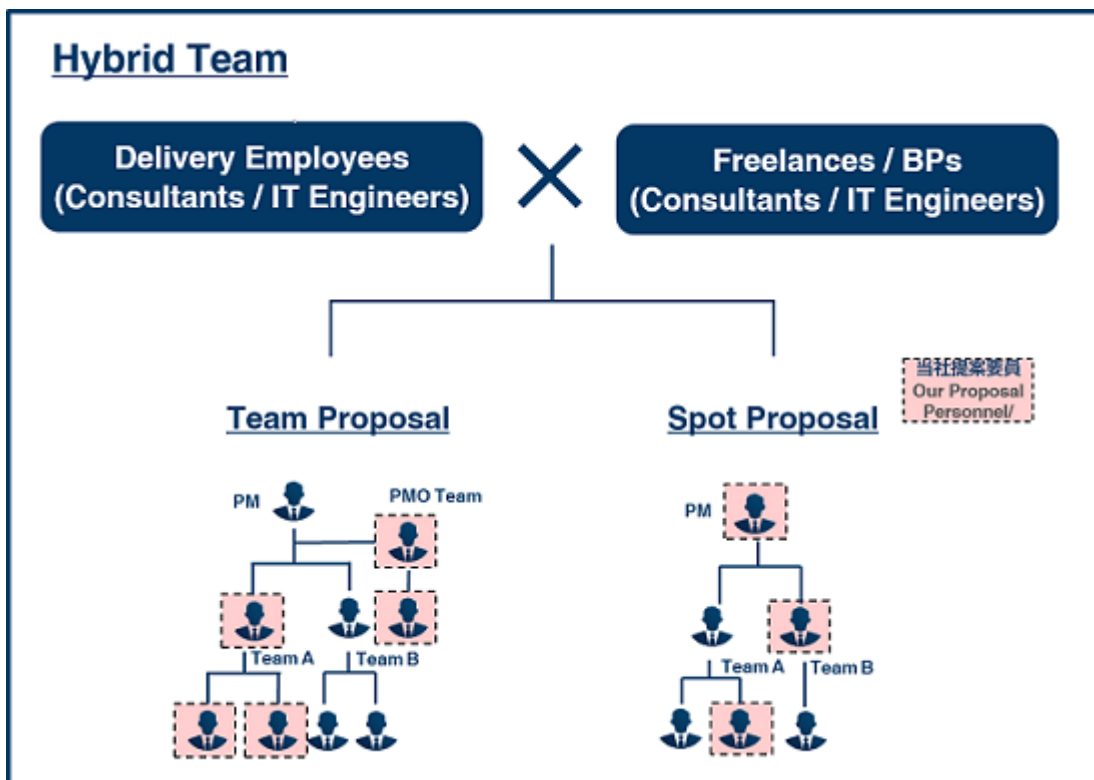 Hybrid Team
Delivery Employees
(Consultants / IT Engineers)
Freelances / BPs
(Consultants / IT Engineers)
当社提案要員
Our Proposal
Personnel/
Team Proposal
PM
PMO Team
Team A
Team B
Spot Proposal
PM
Team A
Team B